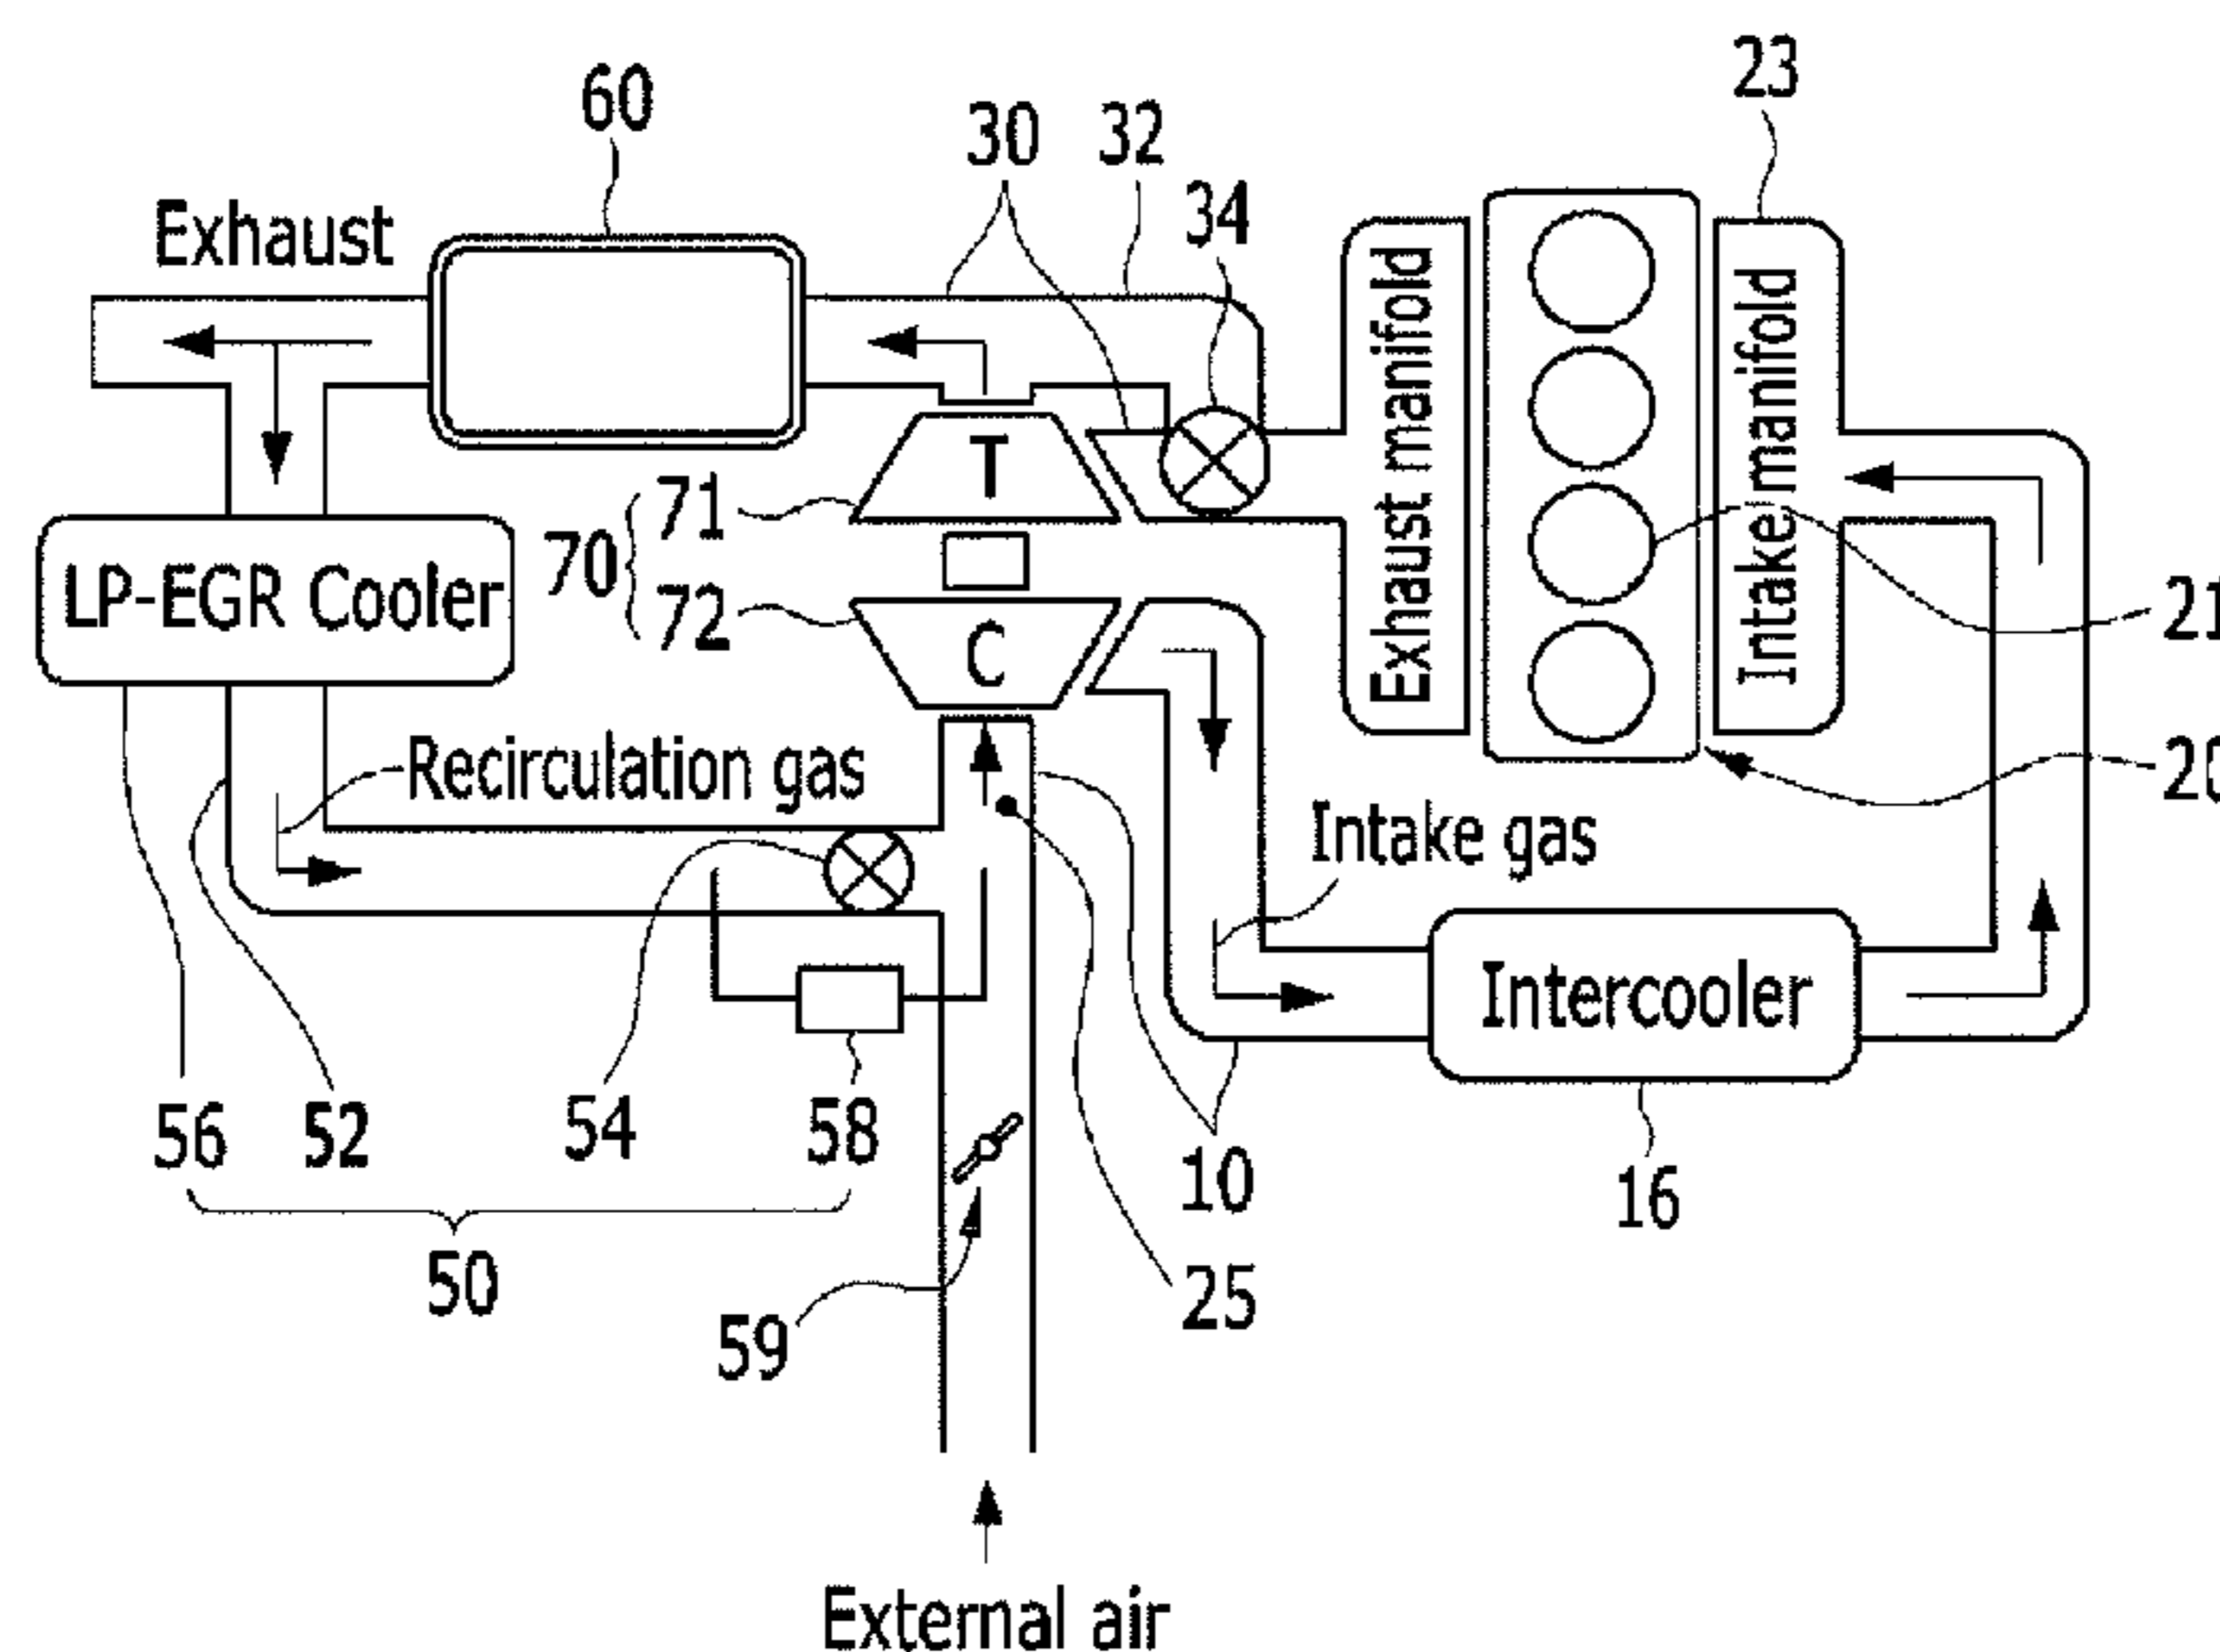 23
60
30
32
34
Exhaust
T
Exhaust manifold
Intake manifold
70
71
72
LP-EGR Cooler
C
21
20
Recirculation gas
Intake gas
Intercooler
56
52
54
58
10
16
50
25
59
External air